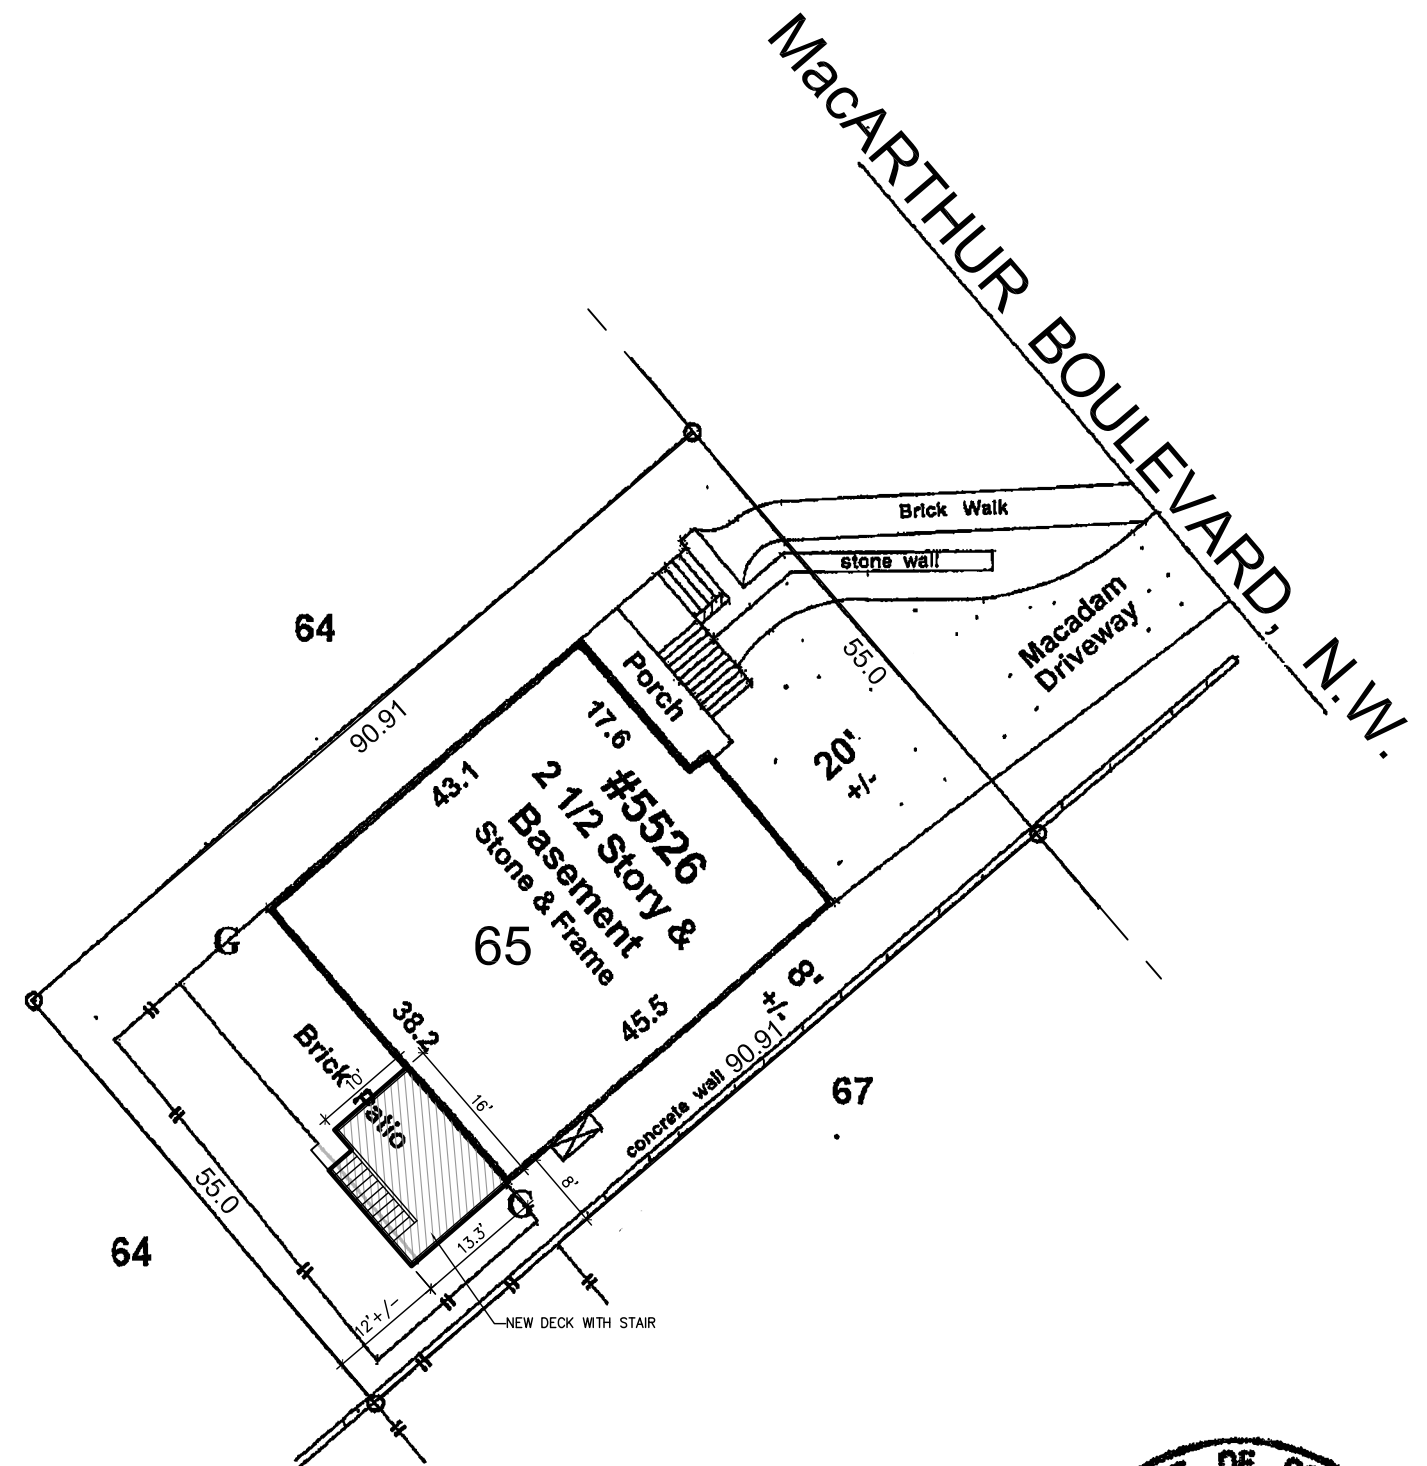 MacARTHUR BOULEVARD, N.W.
Brick Walk
stone wall
Macadam
Driveway
64
55.0
Porch
90.91
17.6
20'
+/-
43.1
#5526
2 1/2 Story &
Basement
Stone & Frame
65
G
8'
+/-
38.2
45.5
Brick Patio
10'
16'
90.91
concrete wall
67
55.0
8'
C
64
13.3'
12'+/-
NEW DECK WITH STAIR
OF